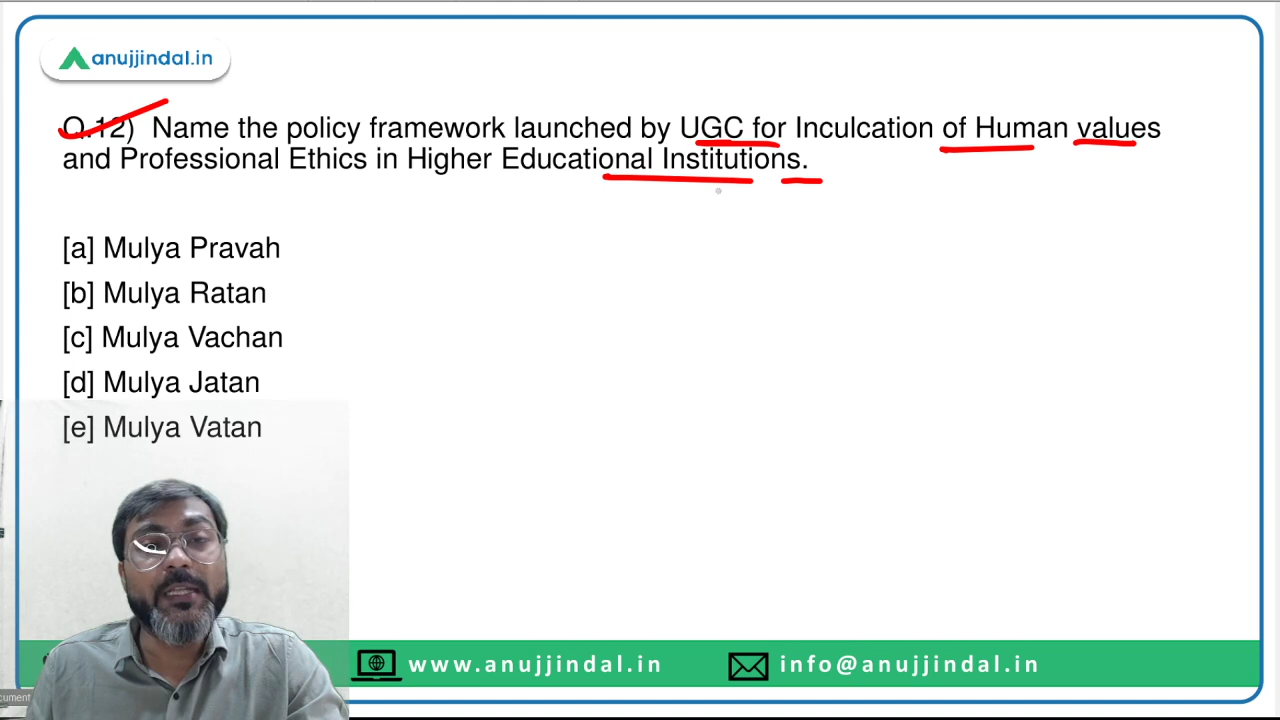 anujjindal.in
Q.12) Name the policy framework launched by UGC for Inculcation of Human values
and Professional Ethics in Higher Educational Institutions.
[a] Mulya Pravah
[b] Mulya Ratan
[c] Mulya Vachan
[d] Mulya Jatan
[e] Mulya Vatan
www.anujjindal.in info@anujjindal.in